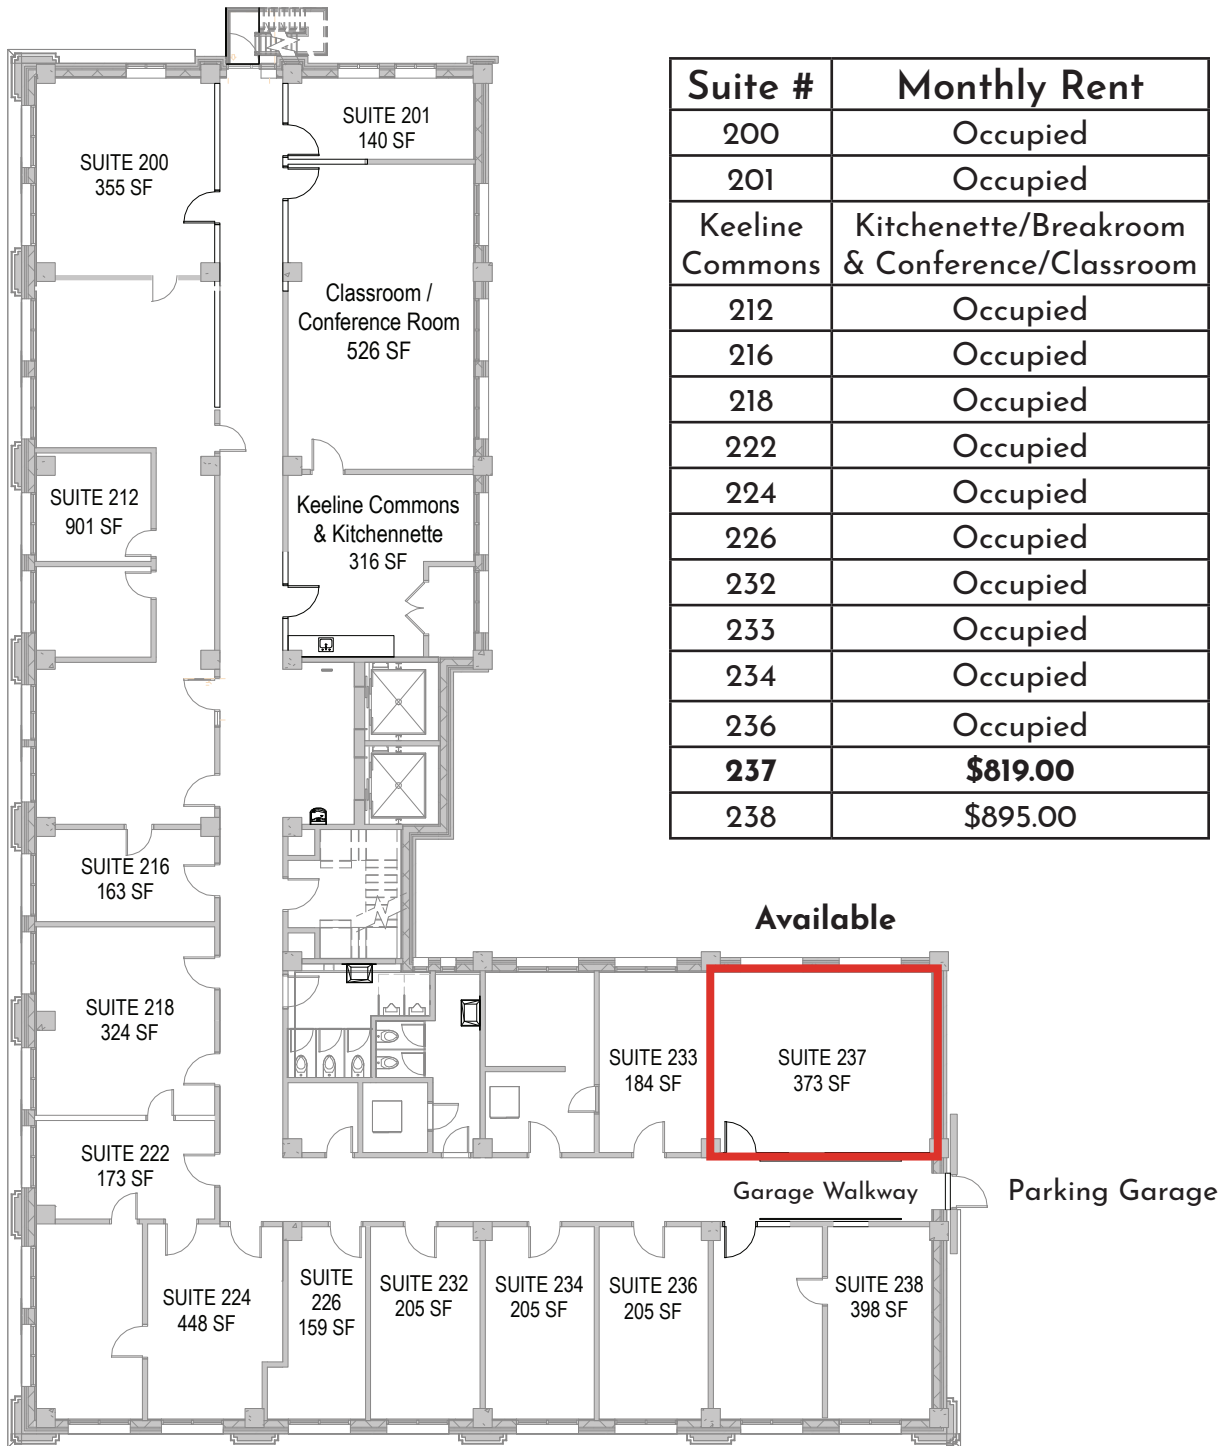 Suite # Monthly Rent
200 Occupied
201 Occupied
Keeline Kitchenette/Breakroom
Commons & Conference/Classroom
212 Occupied
216 Occupied
218 Occupied
222 Occupied
224 Occupied
226 Occupied
232 Occupied
233 Occupied
234 Occupied
236 Occupied
237 $819.00
238 $895.00
SUITE 201
140 SF
SUITE 200
355 SF
Classroom /
Conference Room
526 SF
SUITE 212
901 SF
Keeline Commons
& Kitchennette
316 SF
SUITE 216
163 SF
Available
SUITE 218
324 SF
SUITE 233
184 SF
SUITE 237
373 SF
SUITE 222
173 SF
Garage Walkway
Parking Garage
SUITE 224
448 SF
SUITE
226
159 SF
SUITE 232
205 SF
SUITE 234
205 SF
SUITE 236
205 SF
SUITE 238
398 SF